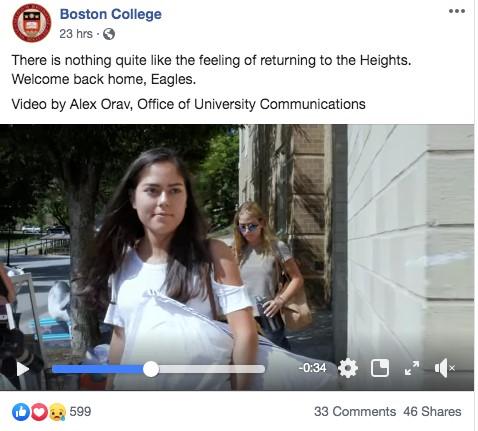 Boston College
23 hrs ·
There is nothing quite like the feeling of returning to the Heights.
Welcome back home, Eagles.
Video by Alex Orav, Office of University Communications
-0:34
599
33 Comments 46 Shares